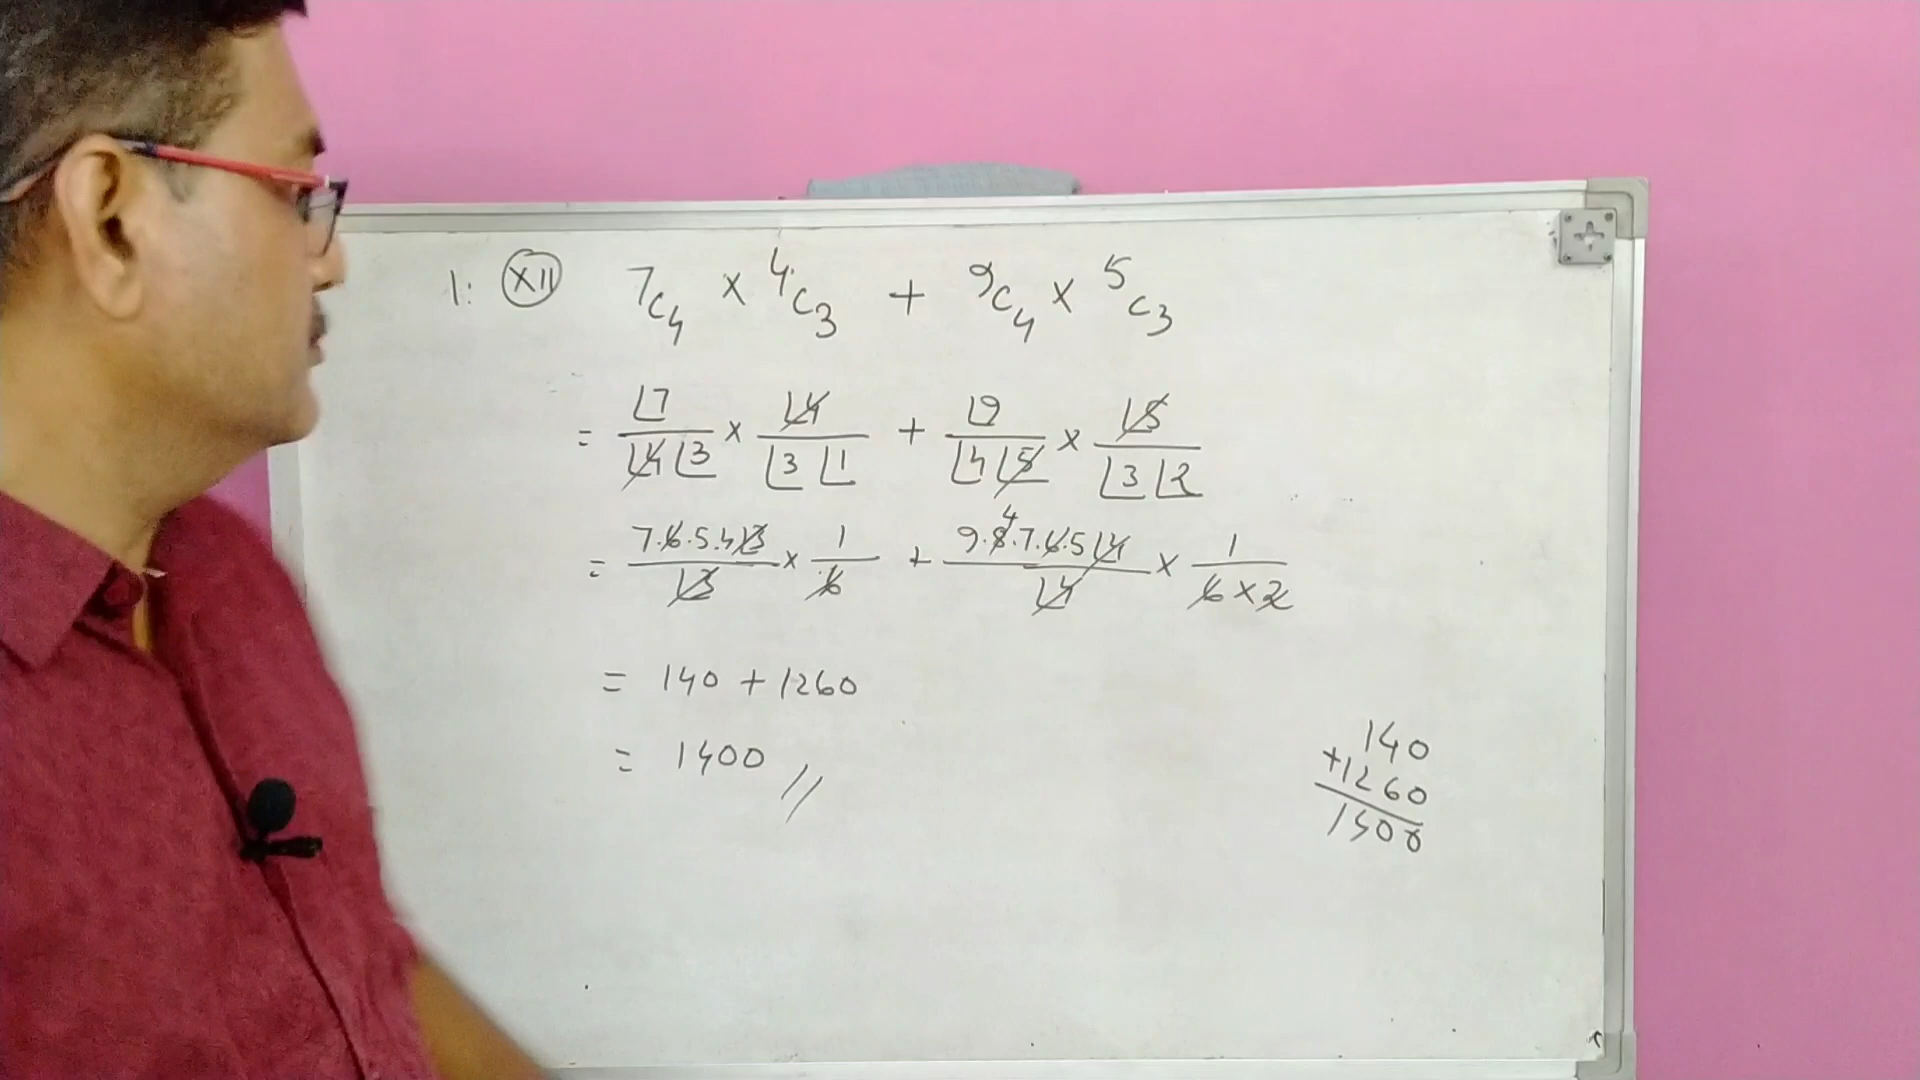 1: XII 7C4 × 4C3 + 9C4 × 5C3
= ⌊7/⌊4 ⌊3 × ⌊4/⌊3 ⌊1 + ⌊9/⌊4 ⌊5 × ⌊5/⌊3 ⌊2
= 7.6.5.4⌊3/⌊3 × 1/6 + 9.8.7.6.5⌊4/⌊4 × 1/6×2
4
= 140 + 1260
= 1400 //
140
+1260
1400